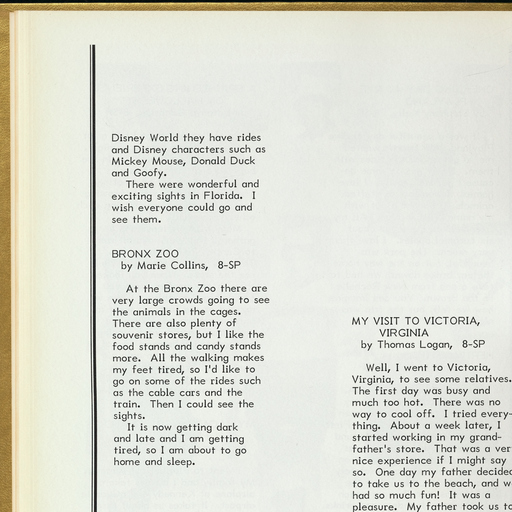 Disney World they have rides
and Disney characters such as
Mickey Mouse, Donald Duck
and Goofy.
There were wonderful and
exciting sights in Florida. I
wish everyone could go and
see them.
BRONX ZOO
by Marie Collins, 8-SP
At the Bronx Zoo there are
very large crowds going to see
the animals in the cages.
There are also plenty of
souvenir stores, but I like the
food stands and candy stands
more. All the walking makes
my feet tired, so I'd like to
go on some of the rides such
as the cable cars and the
train. Then I could see the
sights.
It is now getting dark
and late and I am getting
tired, so I am about to go
home and sleep.
MY VISIT TO VICTORIA,
VIRGINIA
by Thomas Logan, 8-SP
Well, I went to Victoria,
Virginia, to see some relatives.
The first day was busy and
much too hot. There was no
way to cool off. I tried every-
thing. About a week later, I
started working in my grand-
father's store. That was a ver
nice experience if I might say
so. One day my father decided
to take us to the beach, and w
had so much fun! It was a
pleasure. My father took us to